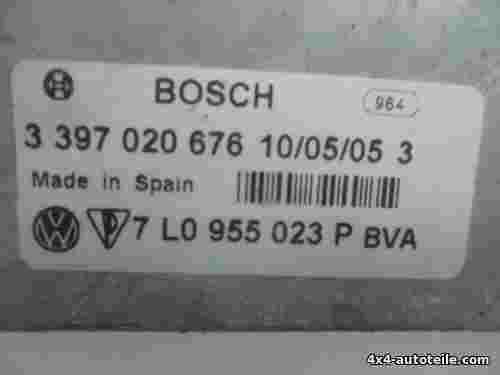 BOSCH 964
3 397 020 676 10/05/05 3
Made in Spain
7 L0 955 023 P BVA
4x4-autoteile.com